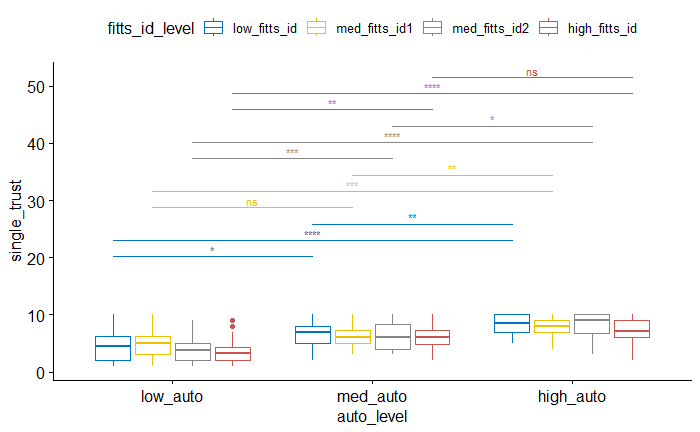 fitts_id_level low_fitts_id med_fitts_id1 med_fitts_id2 high_fitts_id
ns
****
**
*
****
***
**
***
ns
**
****
*
50
40
30
20
10
0
single_trust
low_auto med_auto high_auto
auto_level